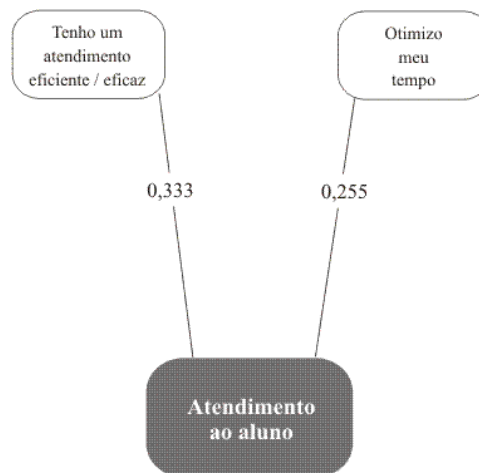 Tenho um
atendimento
eficiente / eficaz
Otimizo
meu
tempo
0,333
0,255
Atendimento
ao aluno